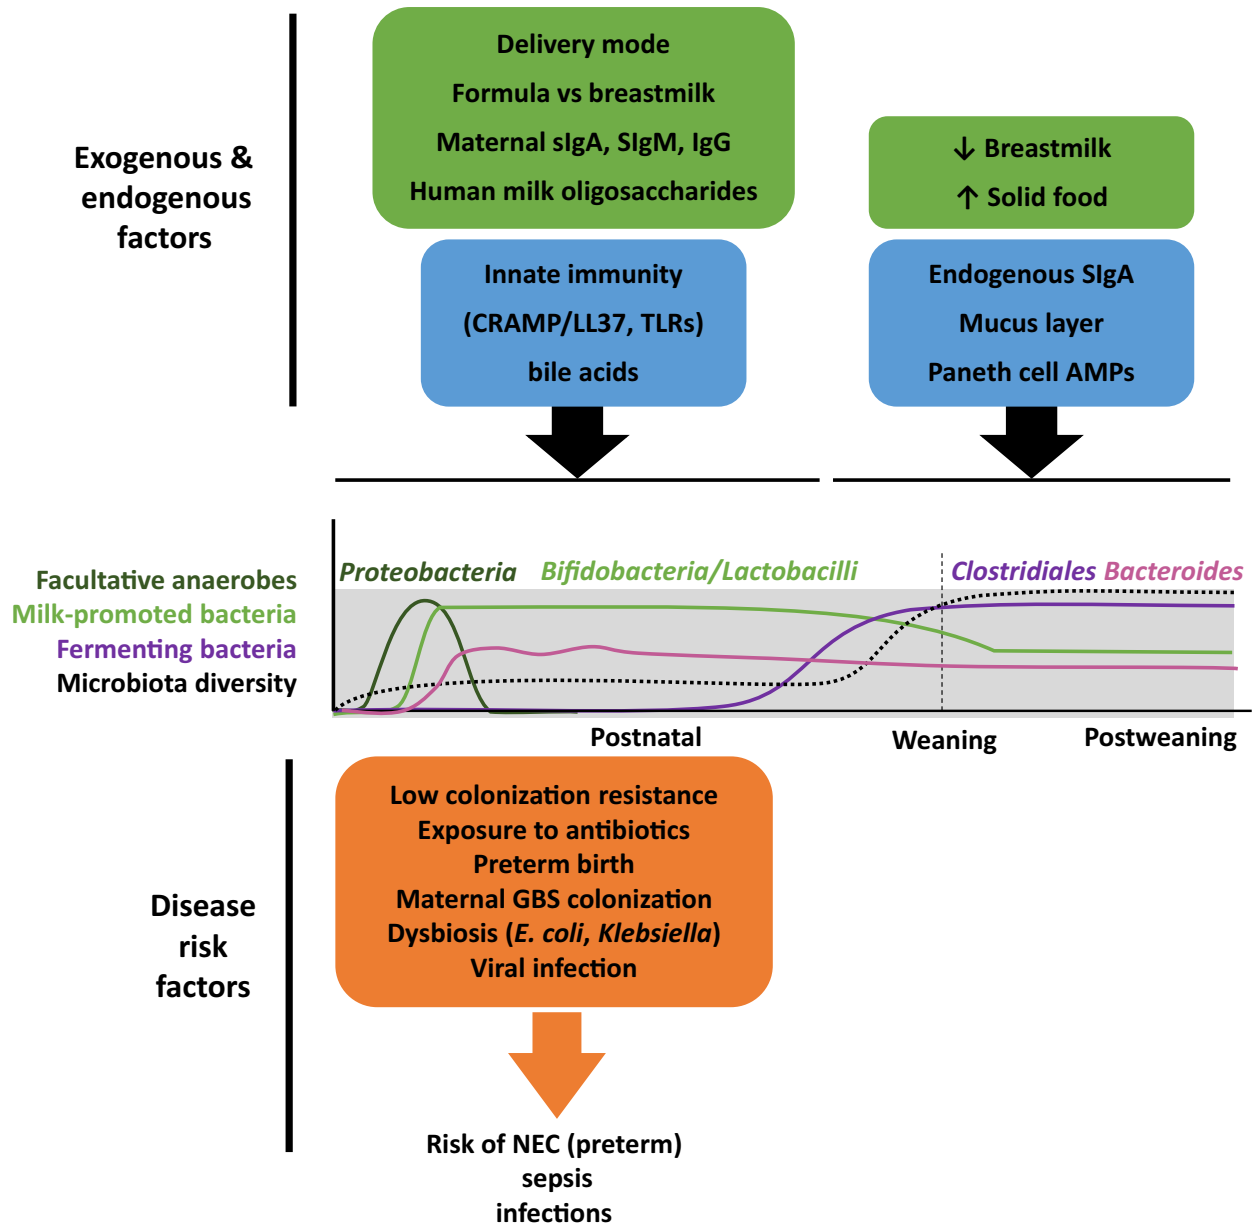 Exogenous &
endogenous
factors
Delivery mode
Formula vs breastmilk
Maternal sIgA, SIgM, IgG
Human milk oligosaccharides
Innate immunity
(CRAMP/LL37, TLRs)
bile acids
↓ Breastmilk
↑ Solid food
Endogenous SIgA
Mucus layer
Paneth cell AMPs
Facultative anaerobes
Milk-promoted bacteria
Fermenting bacteria
Microbiota diversity
Proteobacteria Bifidobacteria/Lactobacilli Clostridiales Bacteroides
Postnatal Weaning Postweaning
Disease
risk
factors
Low colonization resistance
Exposure to antibiotics
Preterm birth
Maternal GBS colonization
Dysbiosis (E. coli, Klebsiella)
Viral infection
Risk of NEC (preterm)
sepsis
infections